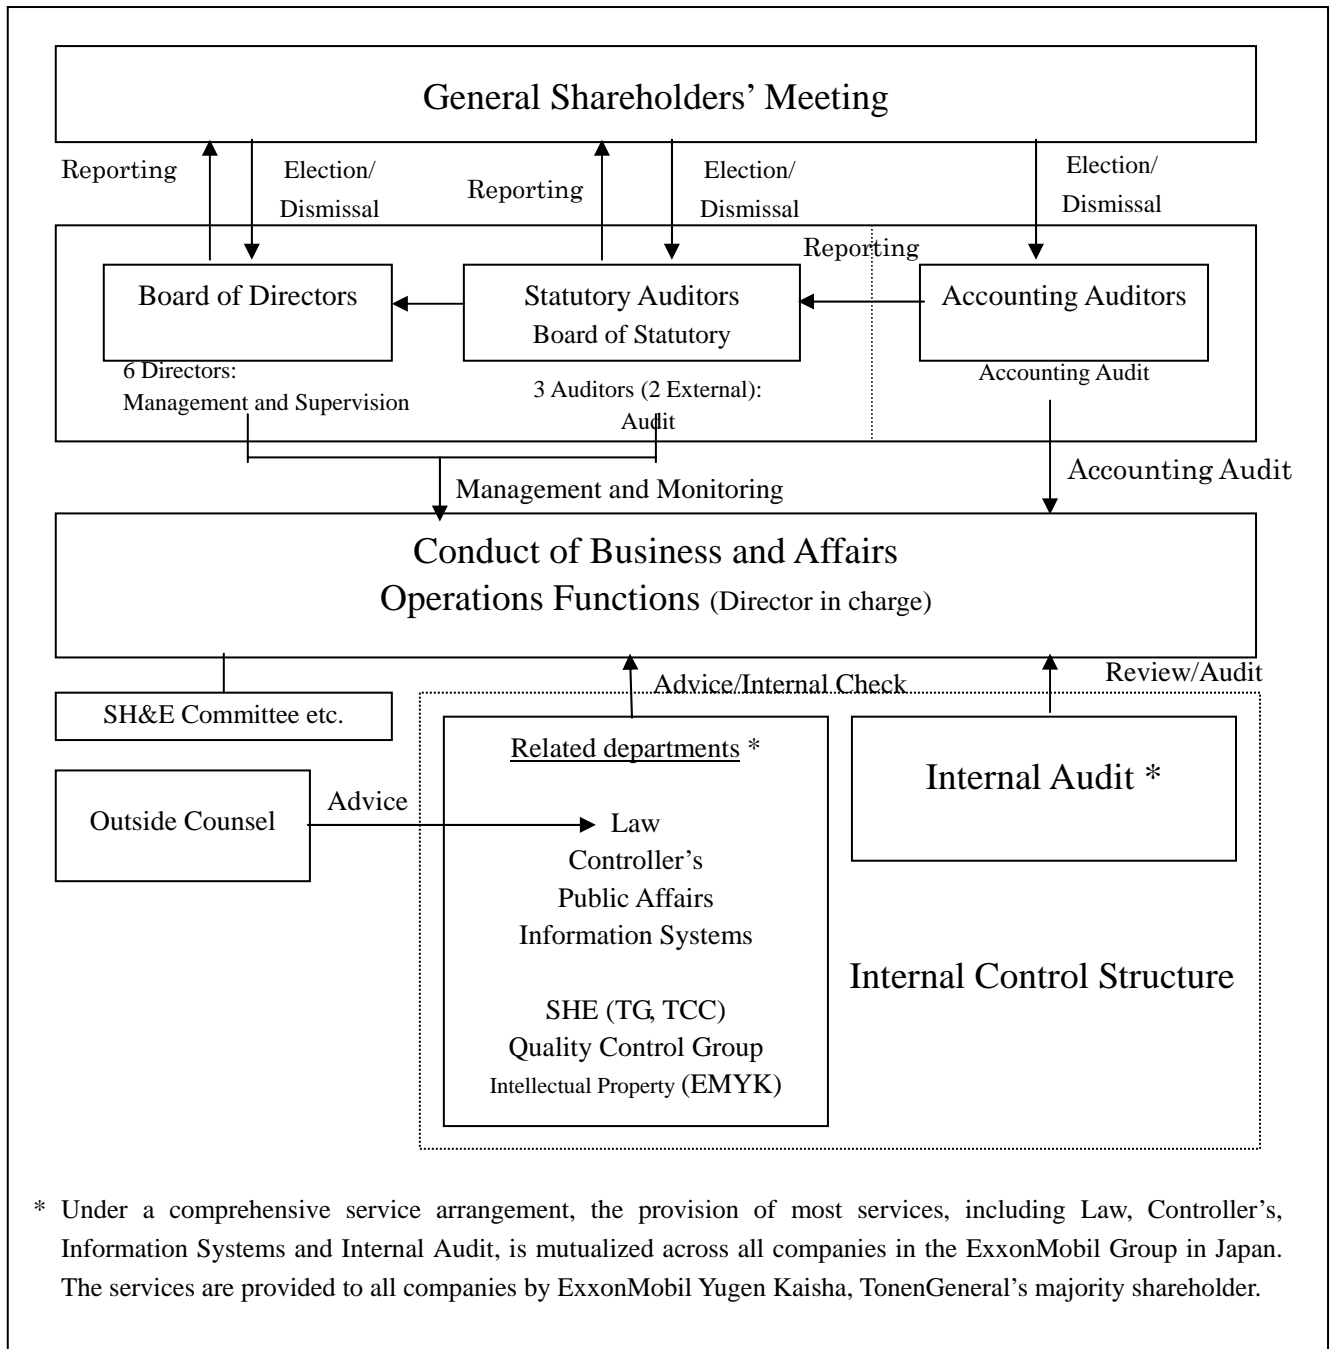 General Shareholders’ Meeting
Reporting
Election/
Dismissal
Reporting
Election/
Dismissal
Election/
Dismissal
Reporting
Board of Directors
6 Directors:
Management and Supervision
Statutory Auditors
Board of Statutory
3 Auditors (2 External):
Audit
Accounting Auditors
Accounting Audit
Management and Monitoring
Accounting Audit
Conduct of Business and Affairs
Operations Functions (Director in charge)
SH&E Committee etc.
Advice/Internal Check
Review/Audit
Outside Counsel
Advice
Related departments *
Law
Controller’s
Public Affairs
Information Systems
SHE (TG, TCC)
Quality Control Group
Intellectual Property (EMYK)
Internal Audit *
Internal Control Structure
* Under a comprehensive service arrangement, the provision of most services, including Law, Controller’s,
Information Systems and Internal Audit, is mutualized across all companies in the ExxonMobil Group in Japan.
The services are provided to all companies by ExxonMobil Yugen Kaisha, TonenGeneral’s majority shareholder.